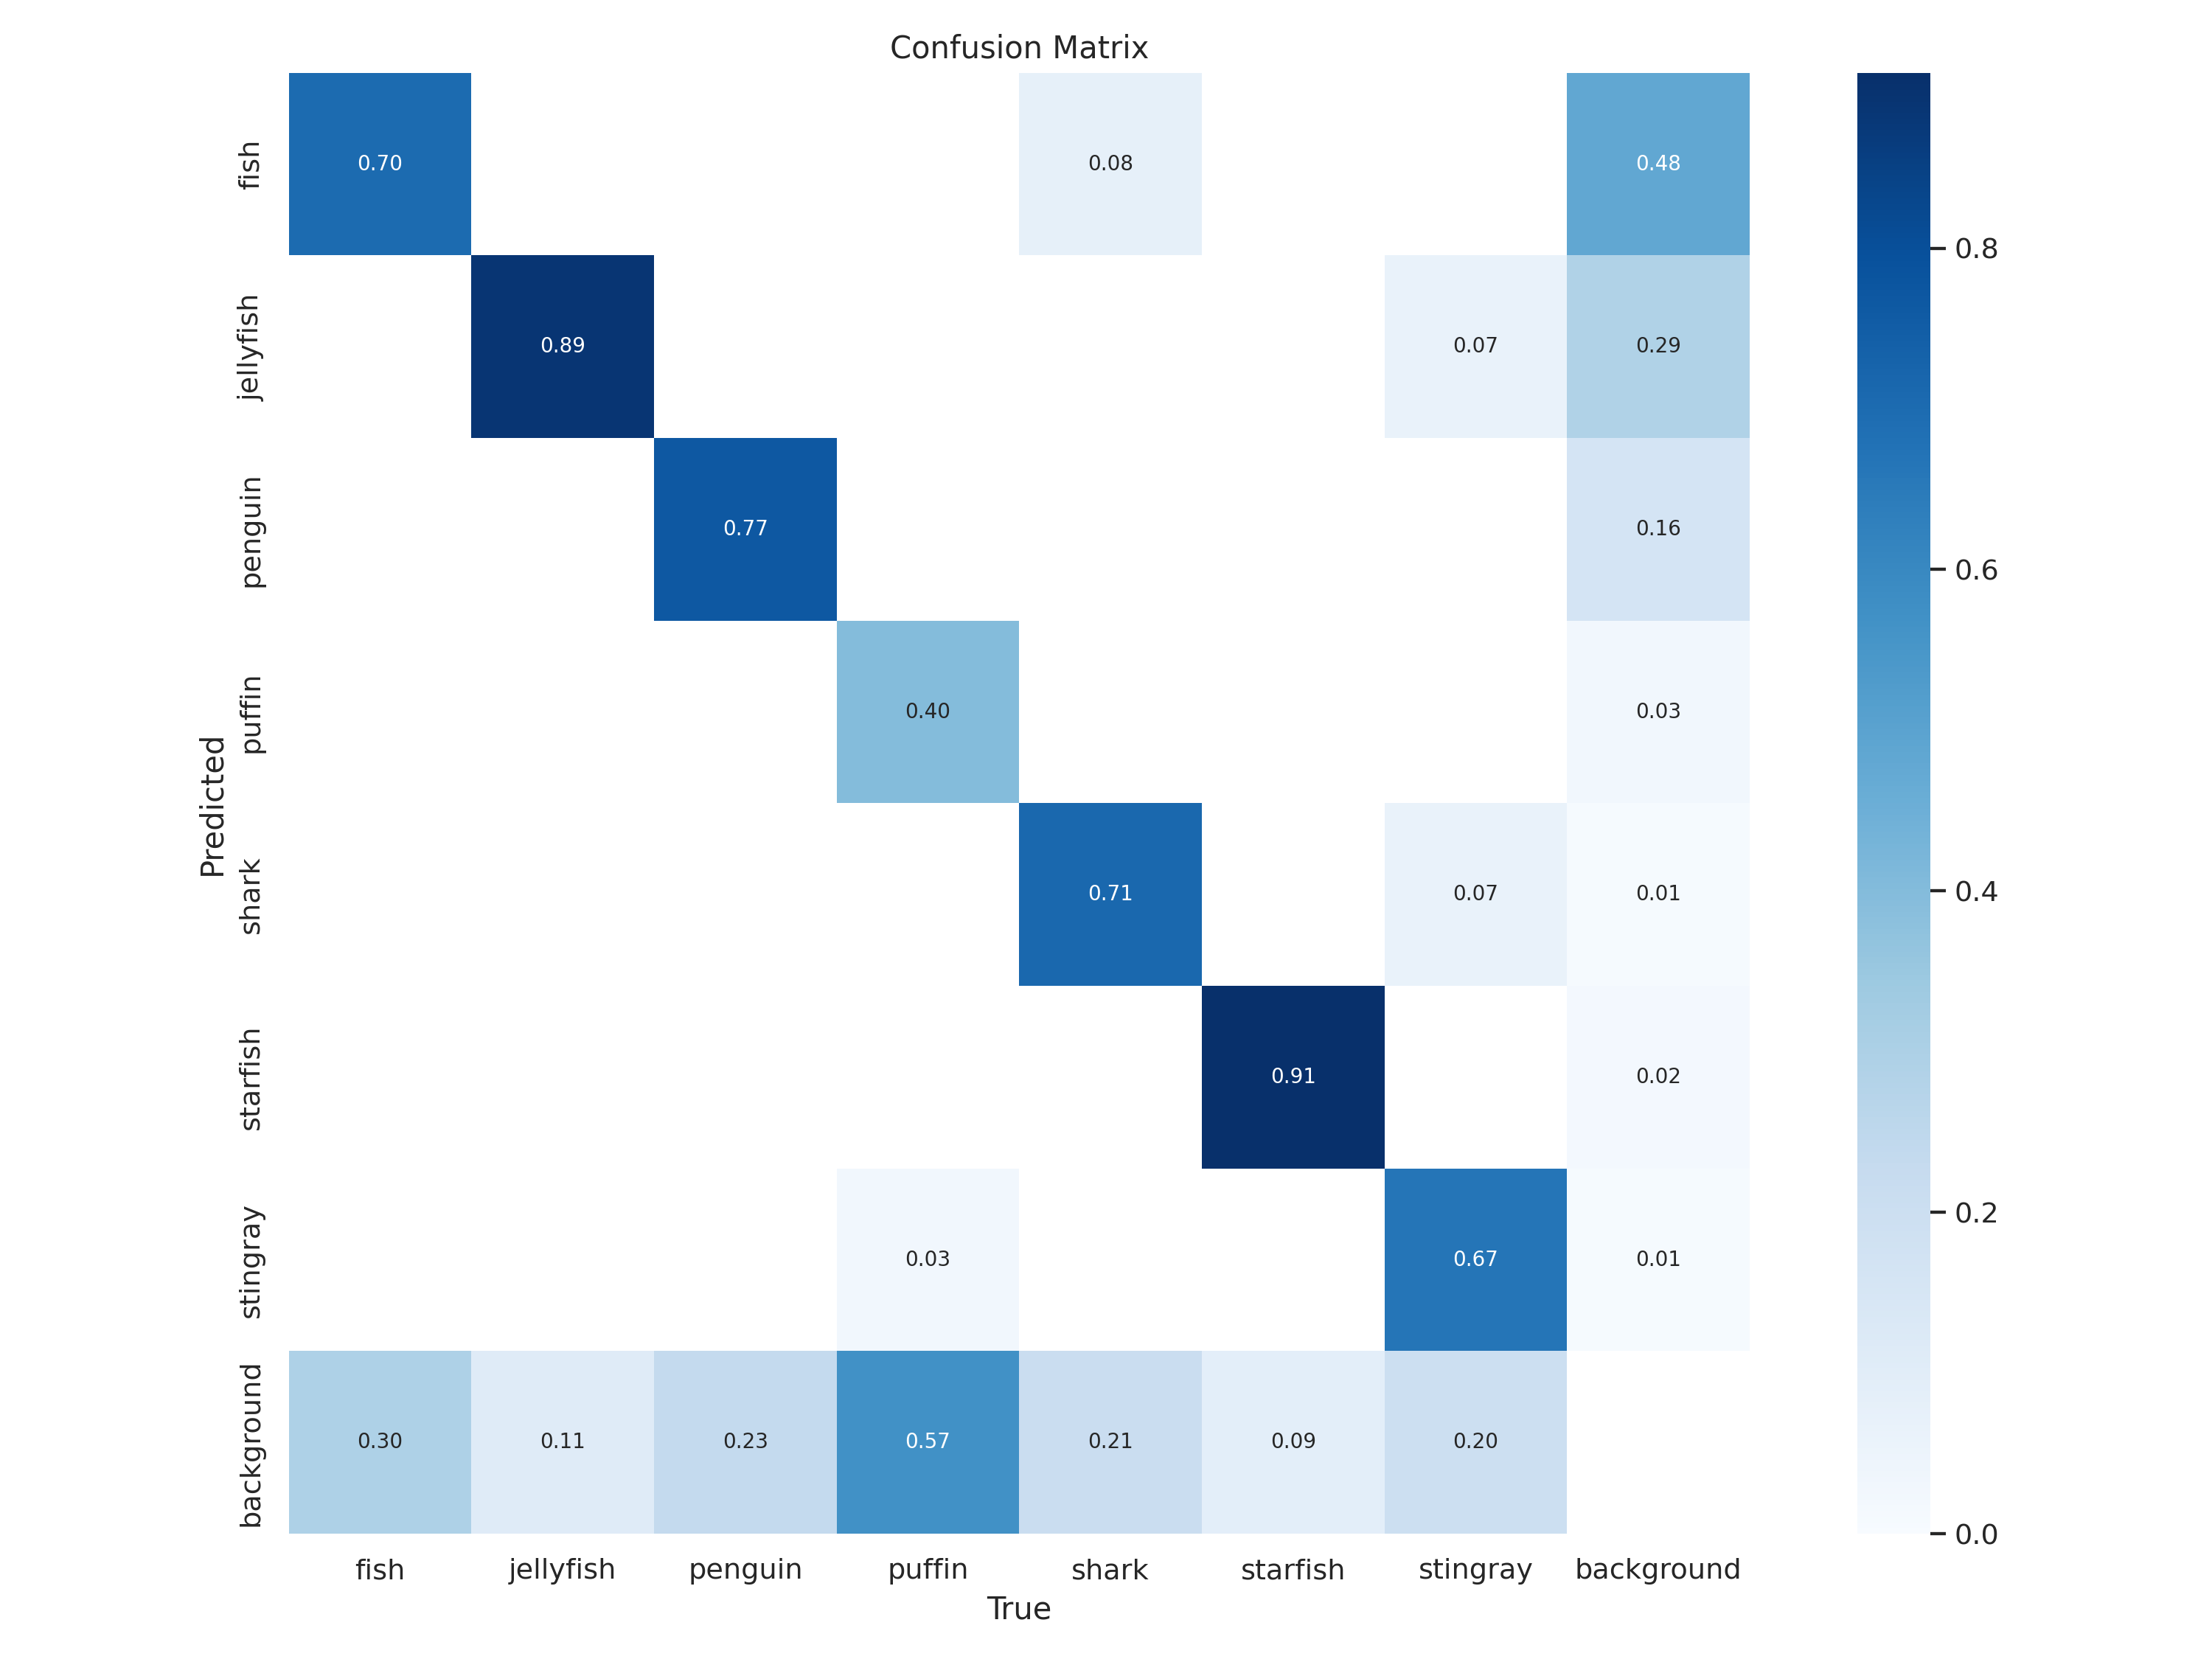 Confusion Matrix
fish 0.70 0.08 0.48
jellyfish 0.89 0.07 0.29
penguin 0.77 0.16
puffin 0.40 0.03
shark 0.71 0.07 0.01
starfish 0.91 0.02
stingray 0.03 0.67 0.01
background 0.30 0.11 0.23 0.57 0.21 0.09 0.20
fish jellyfish penguin puffin shark starfish stingray background
True
Predicted
0.8
0.6
0.4
0.2
0.0